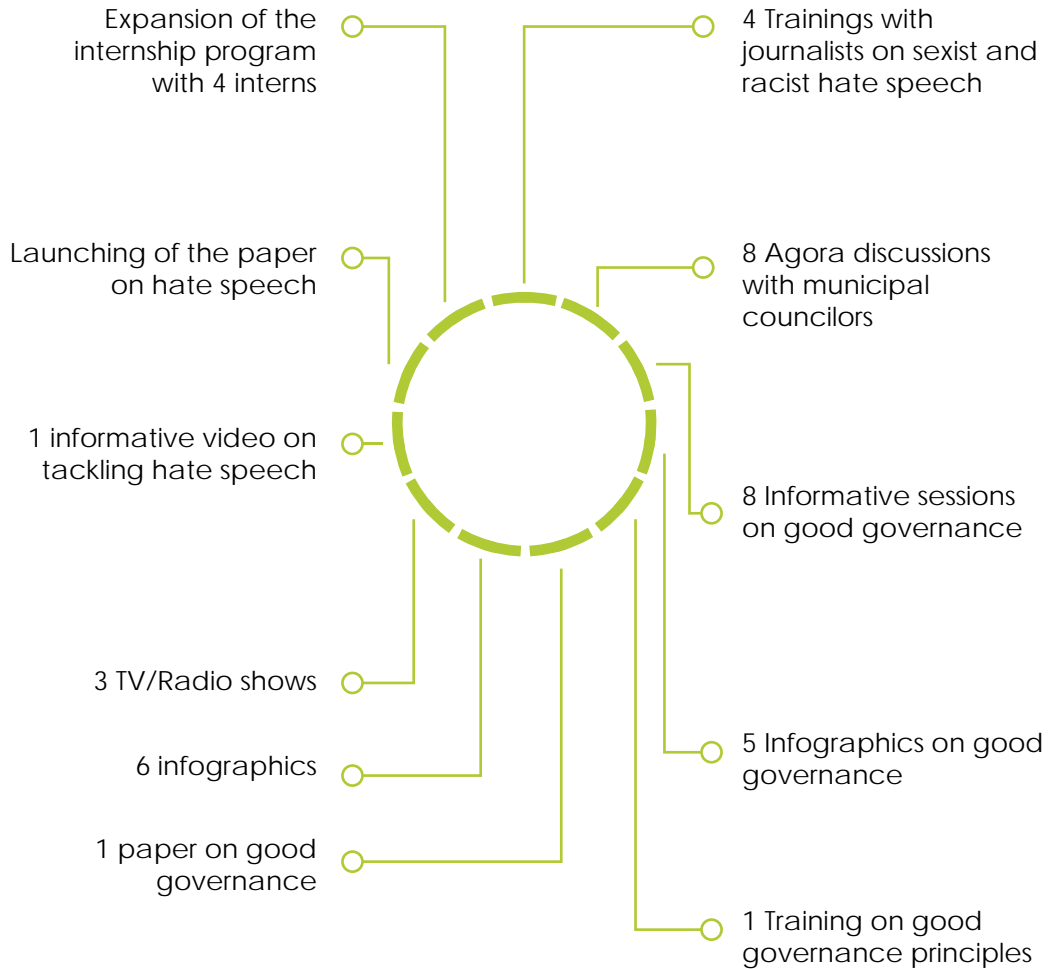 Expansion of the
internship program
with 4 interns
Launching of the paper
on hate speech
1 informative video on
tackling hate speech
3 TV/Radio shows
6 infographics
1 paper on good
governance
4 Trainings with
journalists on sexist and
racist hate speech
8 Agora discussions
with municipal
councilors
8 Informative sessions
on good governance
5 Infographics on good
governance
1 Training on good
governance principles